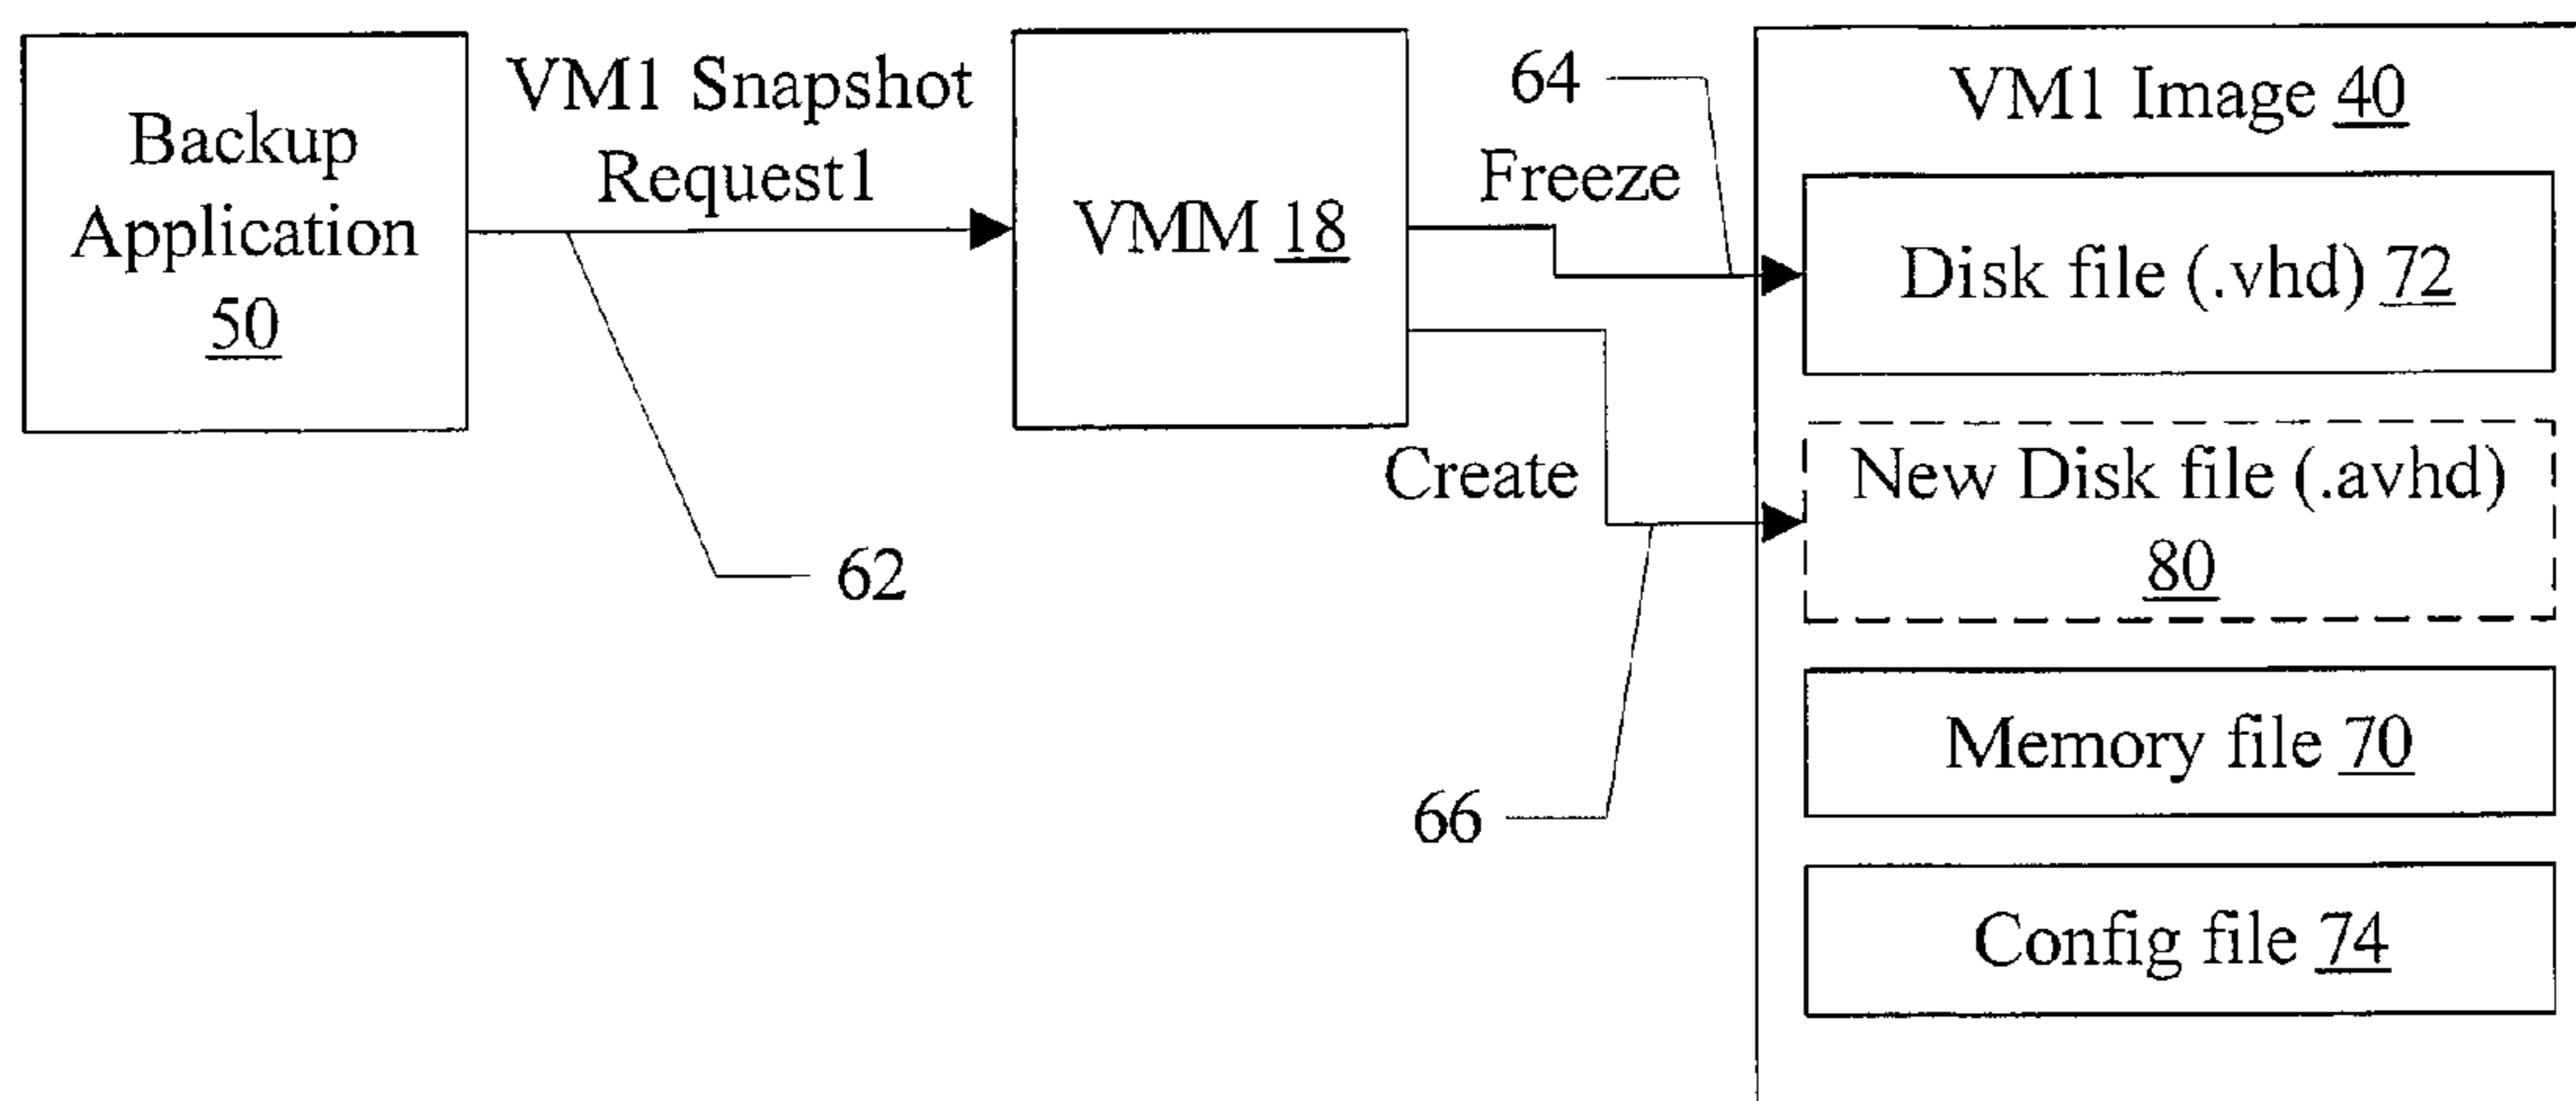 Backup
Application
50
VM1 Snapshot
Request1
62
VMM 18
64
Freeze
Create
66
VM1 Image 40
Disk file (.vhd) 72
New Disk file (.avhd)
80
Memory file 70
Config file 74